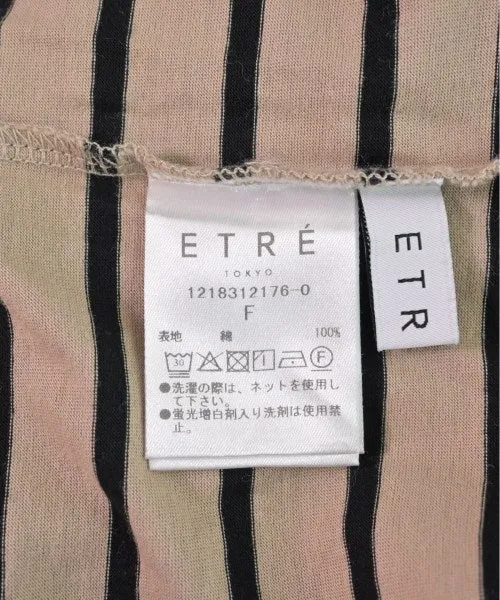 ETRÉ
TOKYO
1218312176-0
F
表地 綿 100%
30 F
●洗濯の際は、ネットを使用し
て下さい。
●蛍光増白剤入り洗剤は使用禁
止。
ETR